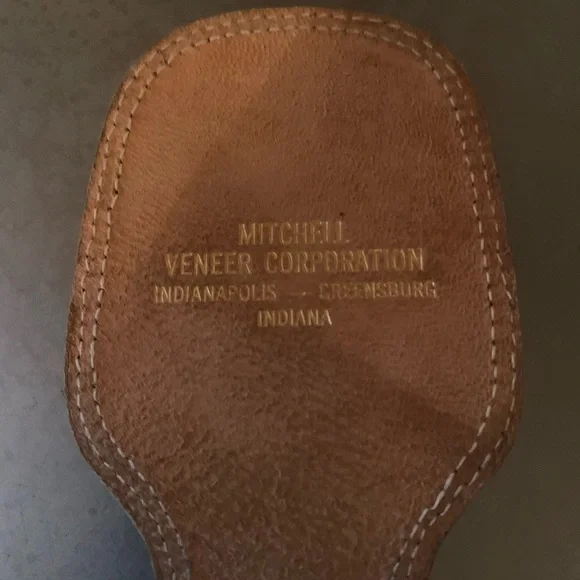 MITCHELL
VENEER CORPORATION
INDIANAPOLIS — GREENSBURG
INDIANA